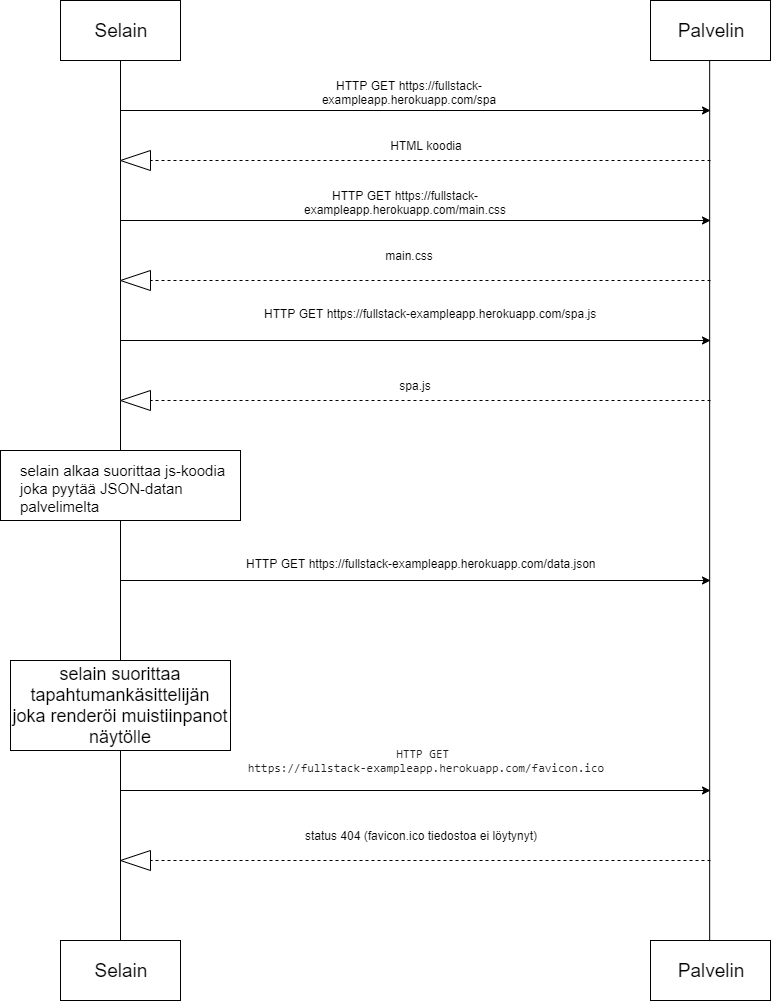 Selain
Palvelin
HTTP GET https://fullstack-
exampleapp.herokuapp.com/spa
HTML koodia
HTTP GET https://fullstack-
exampleapp.herokuapp.com/main.css
main.css
HTTP GET https://fullstack-exampleapp.herokuapp.com/spa.js
spa.js
selain alkaa suorittaa js-koodia
joka pyytää JSON-datan
palvelimelta
HTTP GET https://fullstack-exampleapp.herokuapp.com/data.json
selain suorittaa
tapahtumankäsittelijän
joka renderöi muistiinpanot
näytölle
HTTP GET
https://fullstack-exampleapp.herokuapp.com/favicon.ico
status 404 (favicon.ico tiedostoa ei löytynyt)
Selain
Palvelin